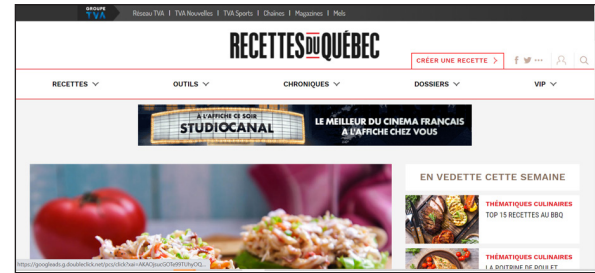 GROUPE
TVA
Réseau TVA | TVA Nouvelles | TVA Sports | Chaînes | Magazines | Mels
RECETTES DU QUÉBEC
CRÉER UNE RECETTE >
RECETTES OUTILS CHRONIQUES DOSSIERS VIP
À L'AFFICHE CE SOIR
STUDIOCANAL
LE MEILLEUR DU CINEMA FRANCAIS
A L'AFFICHE CHEZ VOUS
EN VEDETTE CETTE SEMAINE
THÉMATIQUES CULINAIRES
TOP 15 RECETTES AU BBQ
THÉMATIQUES CULINAIRES
LA POITRINE DE POULET